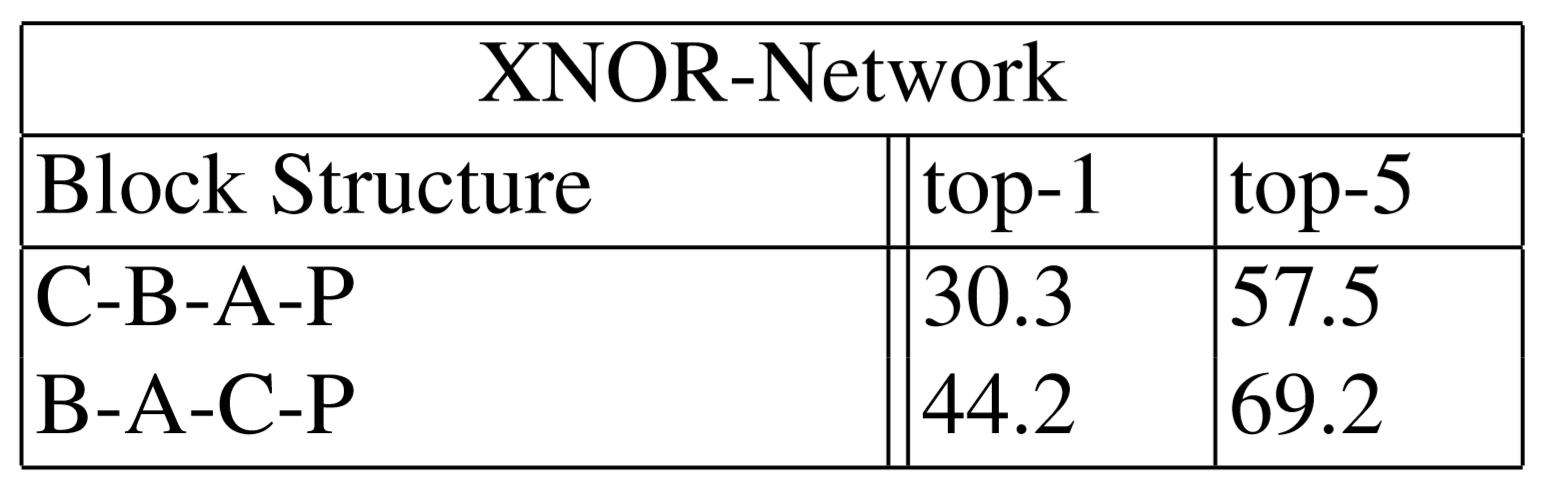 XNOR-Network
Block Structure top-1 top-5
C-B-A-P 30.3 57.5
B-A-C-P 44.2 69.2